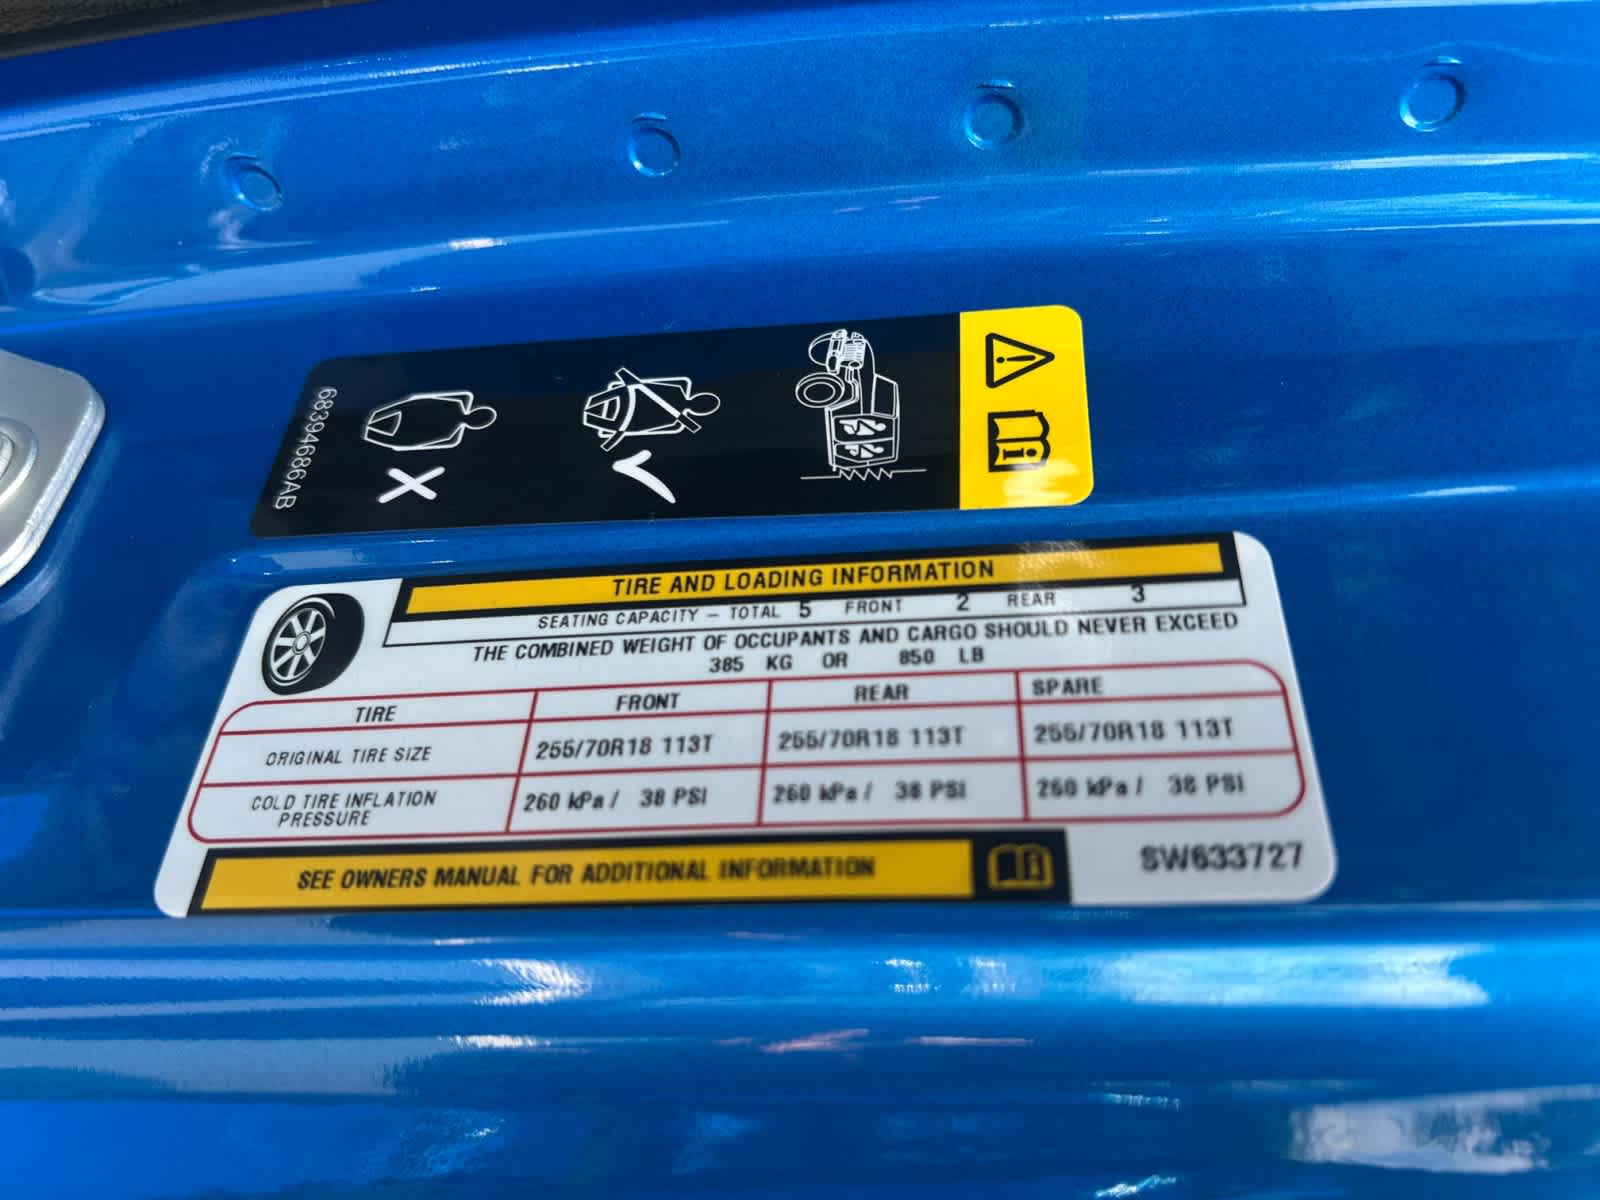 68394686AB
TIRE AND LOADING INFORMATION
SEATING CAPACITY – TOTAL 5 FRONT 2 REAR 3
THE COMBINED WEIGHT OF OCCUPANTS AND CARGO SHOULD NEVER EXCEED
385 KG OR 850 LB
TIRE FRONT REAR SPARE
ORIGINAL TIRE SIZE 255/70R18 113T 255/70R18 113T 255/70R18 113T
COLD TIRE INFLATION
PRESSURE 260 kPa / 38 PSI 260 kPa / 38 PSI 260 kPa / 38 PSI
SEE OWNERS MANUAL FOR ADDITIONAL INFORMATION
SW633727